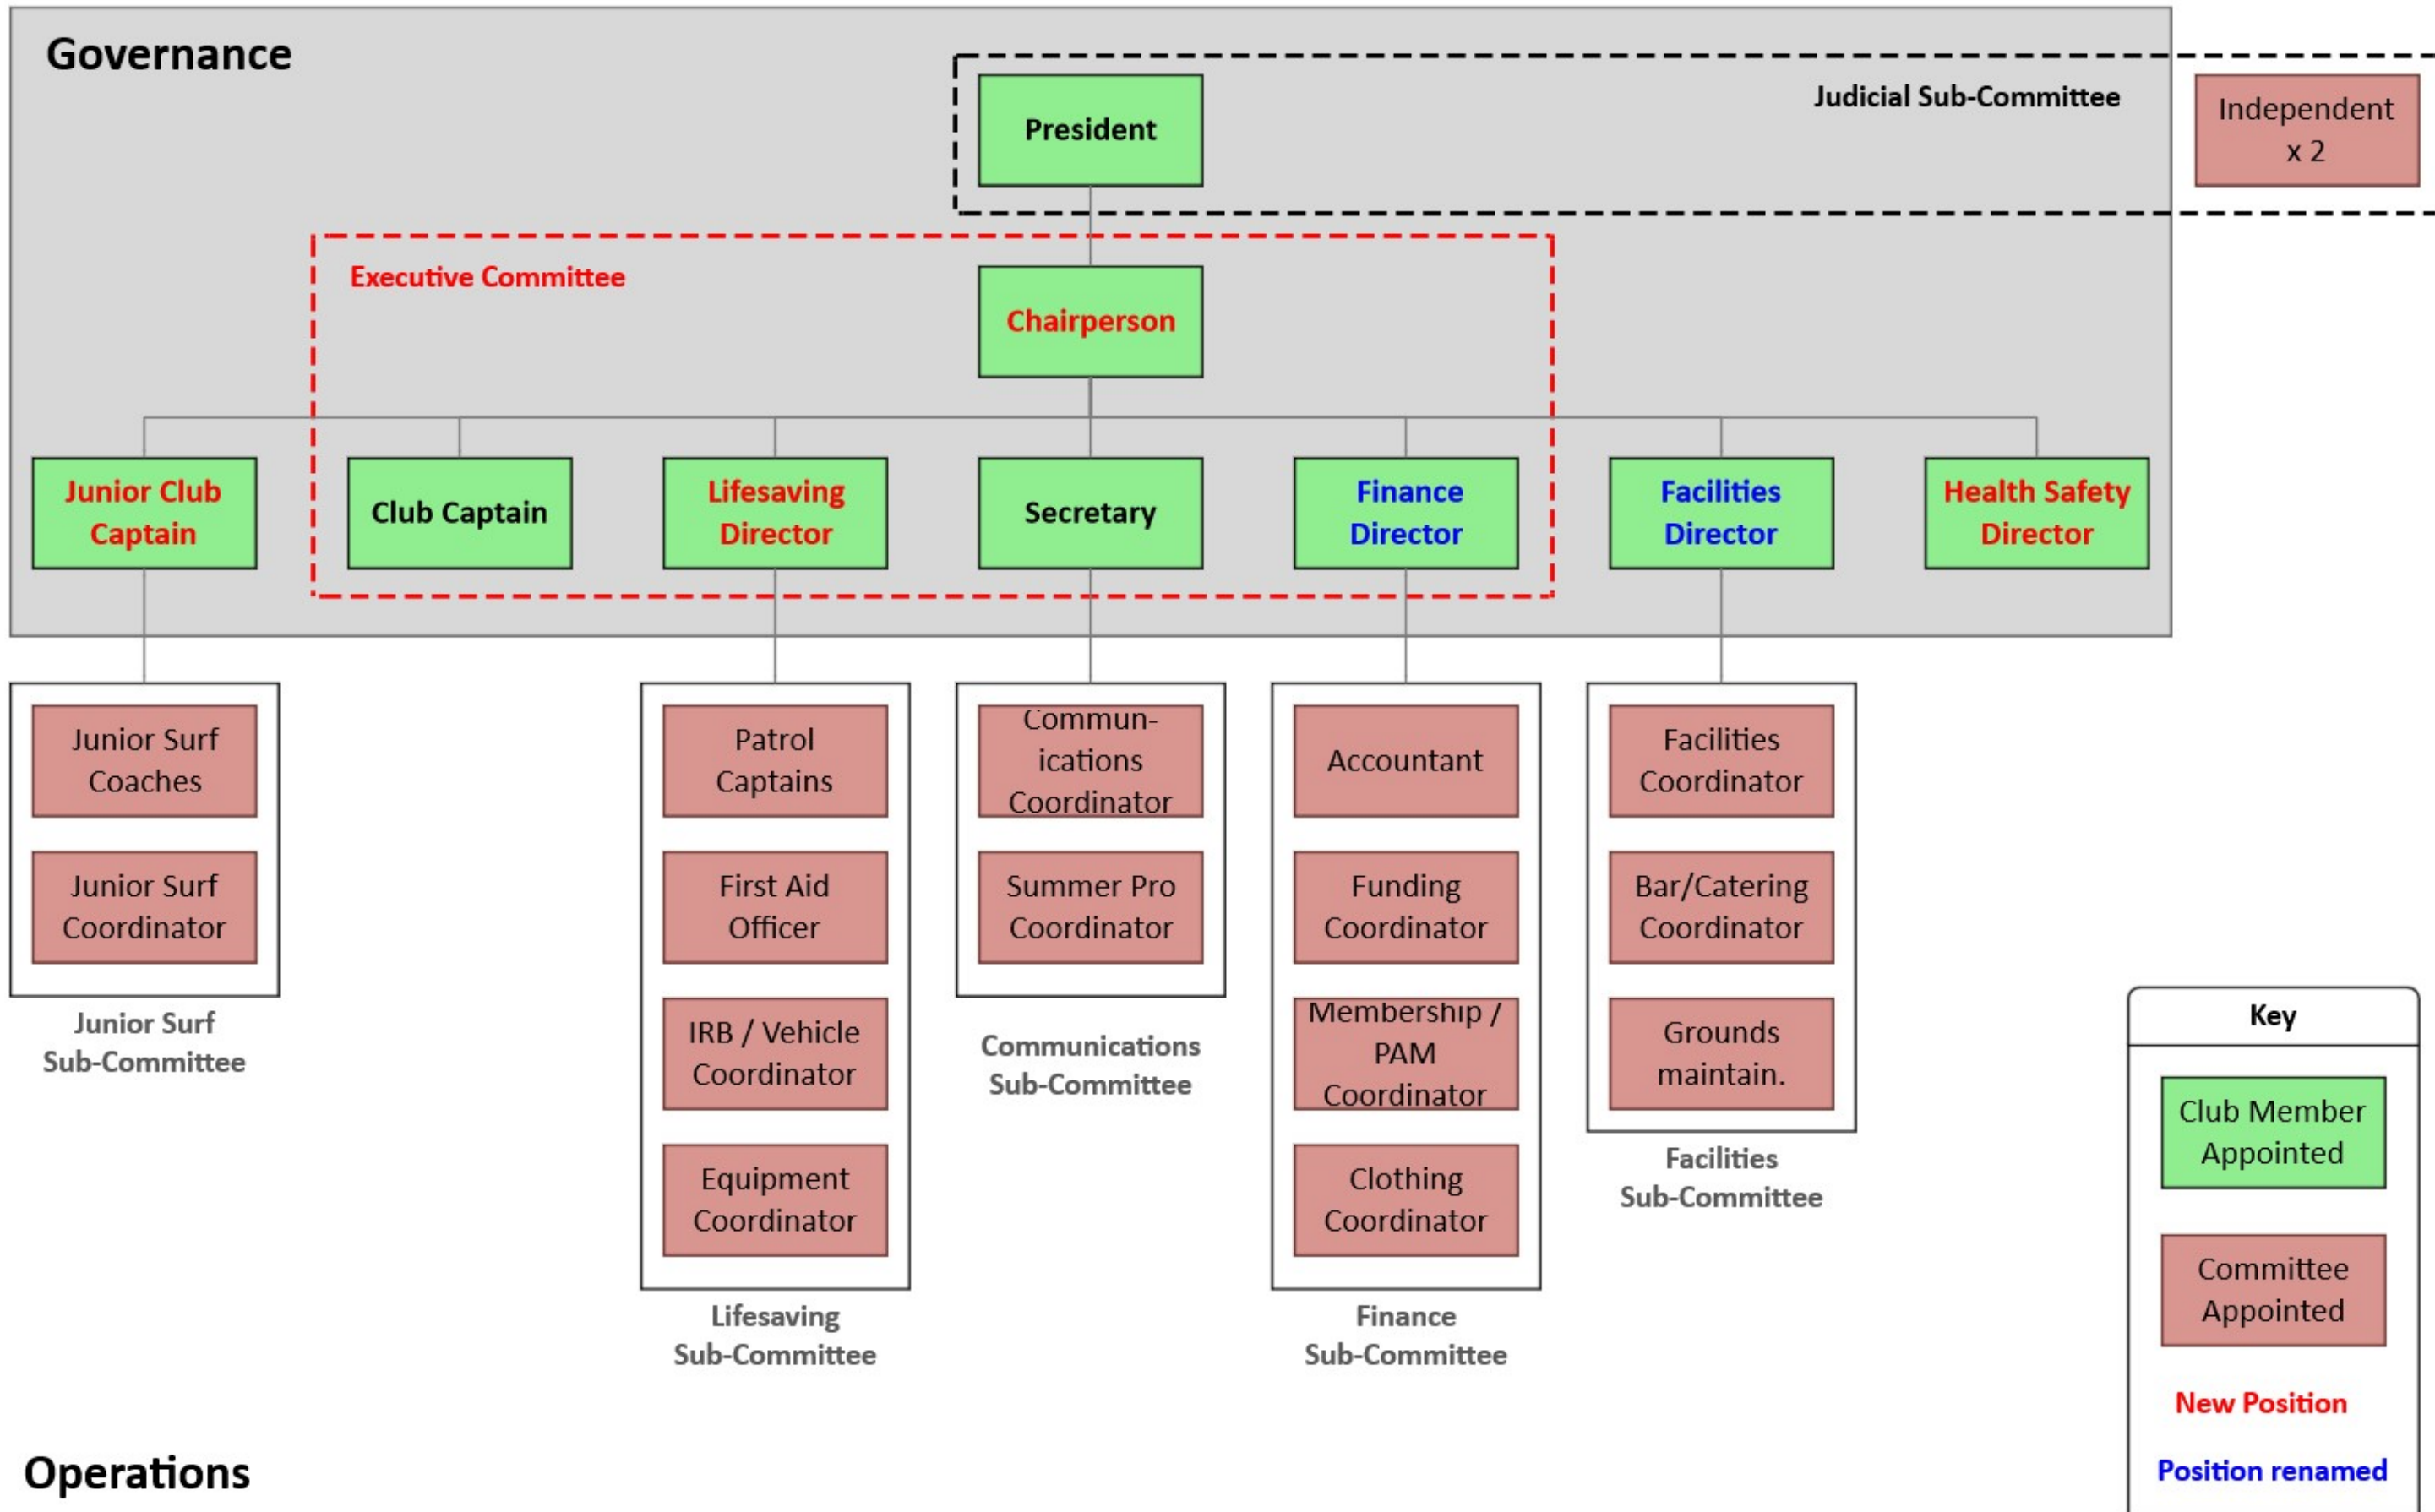 Governance
Judicial Sub-Committee
Independent
x 2
President
Executive Committee
Chairperson
Junior Club
Captain
Club Captain
Lifesaving
Director
Secretary
Finance
Director
Facilities
Director
Health Safety
Director
Junior Surf
Coaches
Junior Surf
Coordinator
Junior Surf
Sub-Committee
Patrol
Captains
First Aid
Officer
IRB / Vehicle
Coordinator
Equipment
Coordinator
Lifesaving
Sub-Committee
Commun-
ications
Coordinator
Summer Pro
Coordinator
Communications
Sub-Committee
Accountant
Funding
Coordinator
Membership /
PAM
Coordinator
Clothing
Coordinator
Finance
Sub-Committee
Facilities
Coordinator
Bar/Catering
Coordinator
Grounds
maintain.
Facilities
Sub-Committee
Key
Club Member
Appointed
Committee
Appointed
New Position
Position renamed
Operations